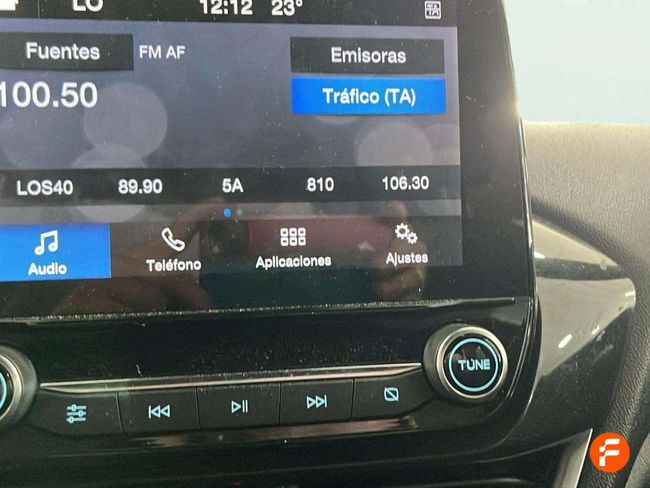 LO 12:12 23° TA
Fuentes FM AF Emisoras
100.50 Tráfico (TA)
LOS40 89.90 5A 810 106.30
Audio Teléfono Aplicaciones Ajustes
TUNE